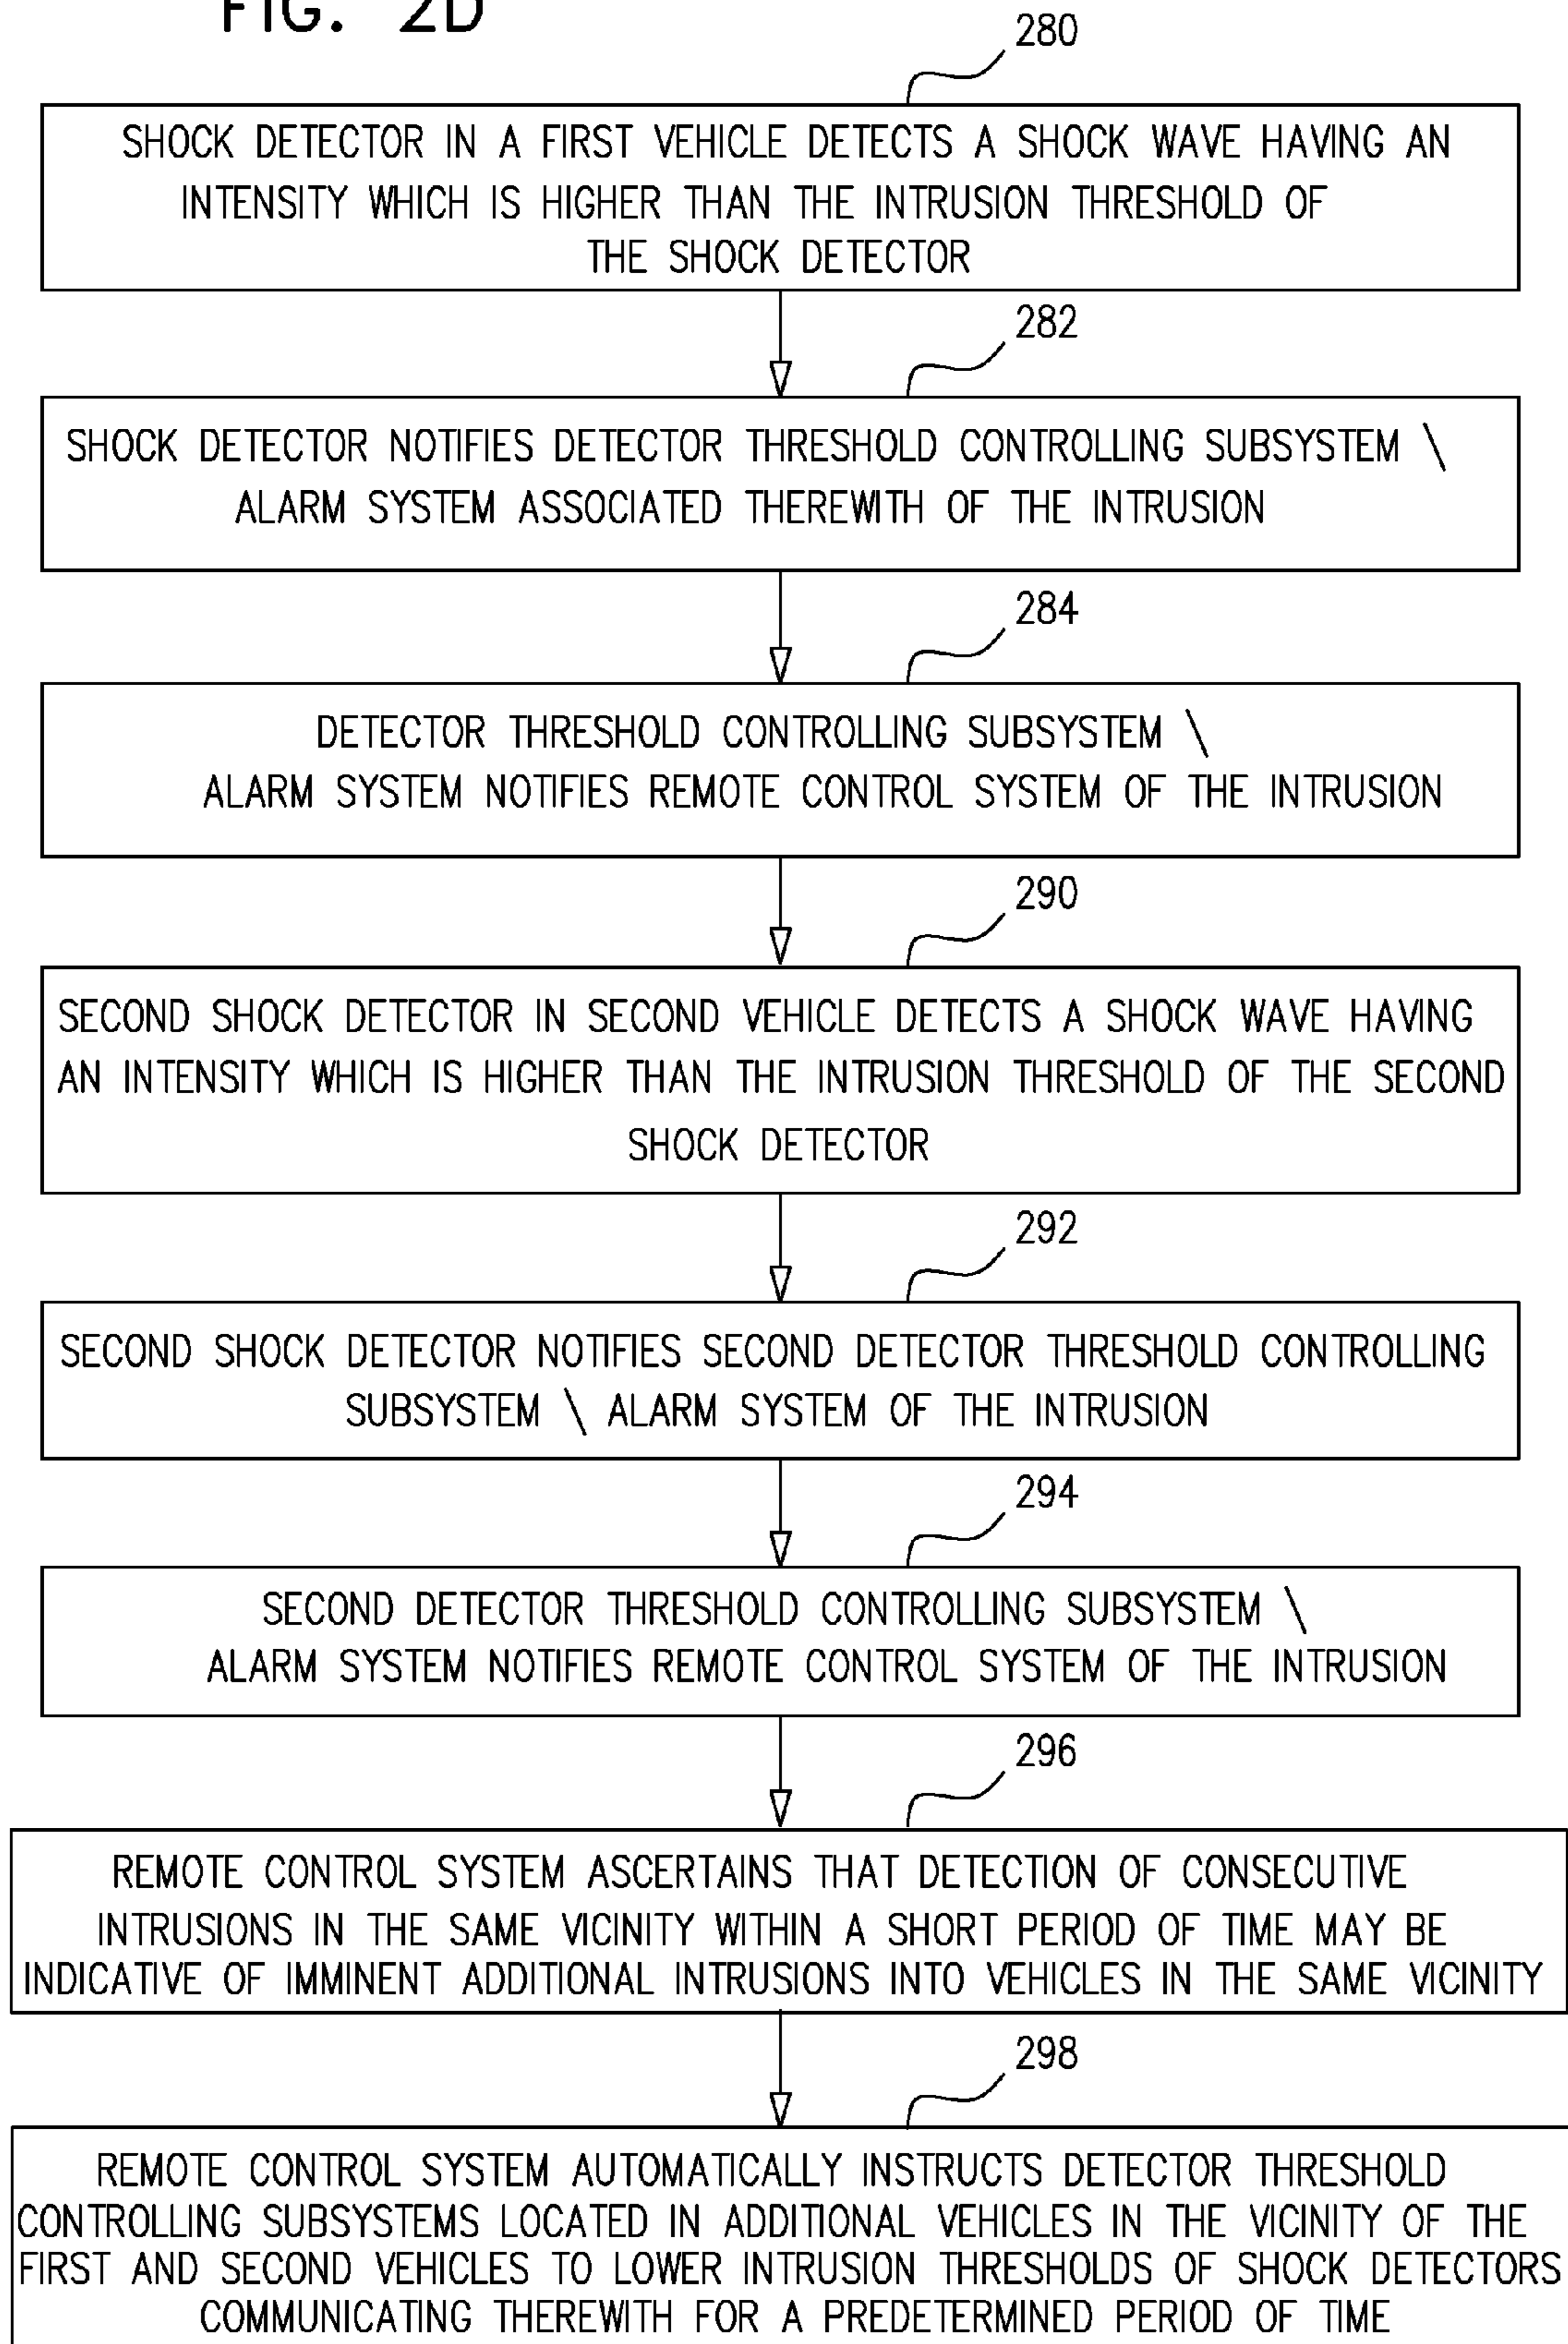 FIG. 2D
280
SHOCK DETECTOR IN A FIRST VEHICLE DETECTS A SHOCK WAVE HAVING AN
INTENSITY WHICH IS HIGHER THAN THE INTRUSION THRESHOLD OF
THE SHOCK DETECTOR
282
SHOCK DETECTOR NOTIFIES DETECTOR THRESHOLD CONTROLLING SUBSYSTEM \
ALARM SYSTEM ASSOCIATED THEREWITH OF THE INTRUSION
284
DETECTOR THRESHOLD CONTROLLING SUBSYSTEM \
ALARM SYSTEM NOTIFIES REMOTE CONTROL SYSTEM OF THE INTRUSION
290
SECOND SHOCK DETECTOR IN SECOND VEHICLE DETECTS A SHOCK WAVE HAVING
AN INTENSITY WHICH IS HIGHER THAN THE INTRUSION THRESHOLD OF THE SECOND
SHOCK DETECTOR
292
SECOND SHOCK DETECTOR NOTIFIES SECOND DETECTOR THRESHOLD CONTROLLING
SUBSYSTEM \ ALARM SYSTEM OF THE INTRUSION
294
SECOND DETECTOR THRESHOLD CONTROLLING SUBSYSTEM \
ALARM SYSTEM NOTIFIES REMOTE CONTROL SYSTEM OF THE INTRUSION
296
REMOTE CONTROL SYSTEM ASCERTAINS THAT DETECTION OF CONSECUTIVE
INTRUSIONS IN THE SAME VICINITY WITHIN A SHORT PERIOD OF TIME MAY BE
INDICATIVE OF IMMINENT ADDITIONAL INTRUSIONS INTO VEHICLES IN THE SAME VICINITY
298
REMOTE CONTROL SYSTEM AUTOMATICALLY INSTRUCTS DETECTOR THRESHOLD
CONTROLLING SUBSYSTEMS LOCATED IN ADDITIONAL VEHICLES IN THE VICINITY OF THE
FIRST AND SECOND VEHICLES TO LOWER INTRUSION THRESHOLDS OF SHOCK DETECTORS
COMMUNICATING THEREWITH FOR A PREDETERMINED PERIOD OF TIME